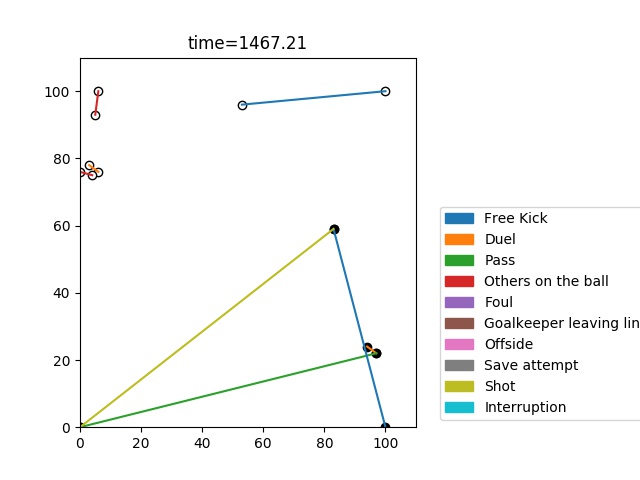 time=1467.21
100
80
60
40
20
0
0 20 40 60 80 100
Free Kick
Duel
Pass
Others on the ball
Foul
Goalkeeper leaving lin
Offside
Save attempt
Shot
Interruption